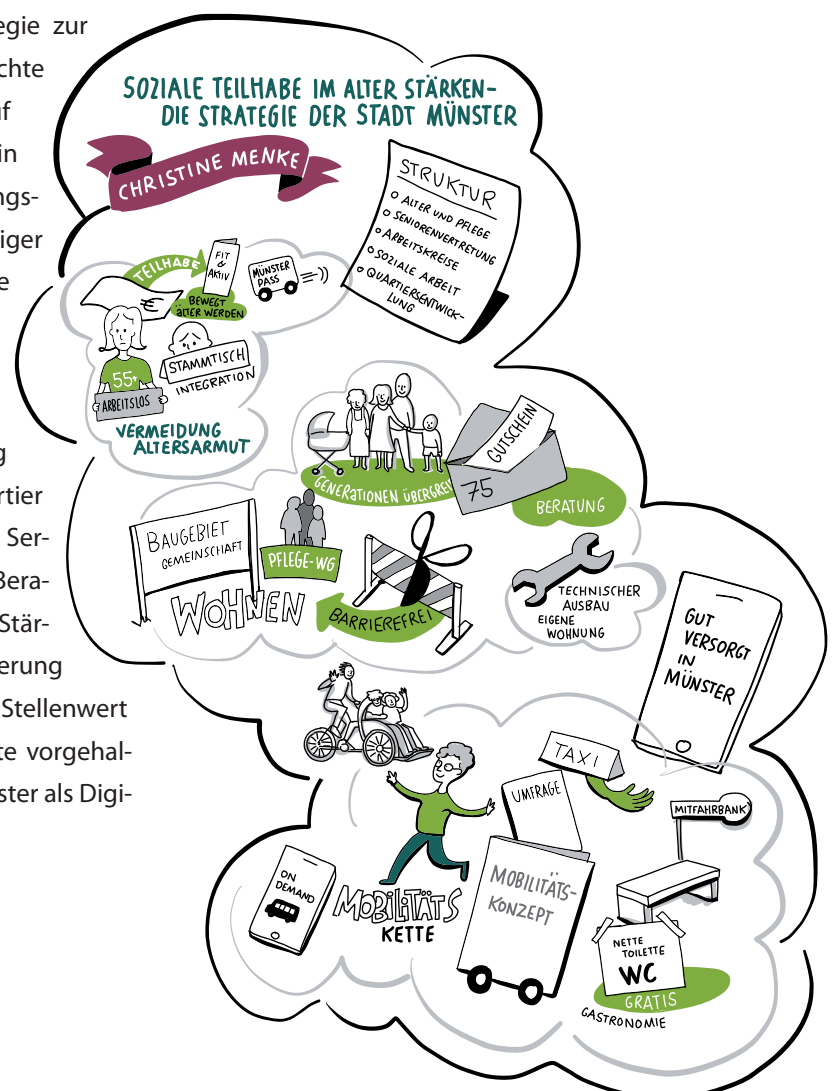 egie zur
chte
f
in
ngs-
iger
e
g
rtier
Ser-
Bera-
Stär-
erung
Stellenwert
te vorgehal-
ster als Digi-
SOZIALE TEILHABE IM ALTER STÄRKEN-
DIE STRATEGIE DER STADT MÜNSTER
CHRISTINE MENKE
STRUKTUR
O ALTER UND PFLEGE
O SENIORENVERTRETUNG
O ARBEITSKREISE
O SOZIALE ARBEIT
O QUARTIERSENTWICK-
LUNG
TEILHABE
€
FIT
&
AKTIV
BEWEGT
äLTER WERDEN
MÜNSTER
PASS
55+
ARBEITSLOS
STAMMTISCH
INTEGRATION
VERMEIDUNG
ALTERSARMUT
GENERATIONEN ÜBERGREI
GUTSCHEIN
75
BERATUNG
BAUGEBIET
GEMEINSCHAFT
PFLEGE-WG
WOHNEN
BARRIEREFREI
TECHNISCHER
AUSBAU
EIGENE
WOHNUNG
GUT
VERSORGT
IN
MÜNSTER
TAXI
UMFRAGE
MITFAHRBANK
ON
DEMAND
MOBILITÄTS
KETTE
MOBILITÄTS-
KONZEPT
NETTE
TOILETTE
WC
GRATIS
GASTRONOMIE